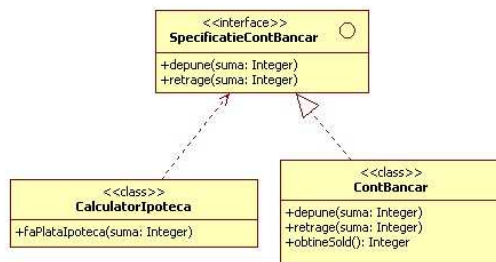 <<interface>>
SpecificatieContBancar
+depune(suma: Integer)
+retrage(suma: Integer)
<<class>>
CalculatorIpoteca
+faPlataIpoteca(suma: Integer)
<<class>>
ContBancar
+depune(suma: Integer)
+retrage(suma: Integer)
+obtineSold(): Integer